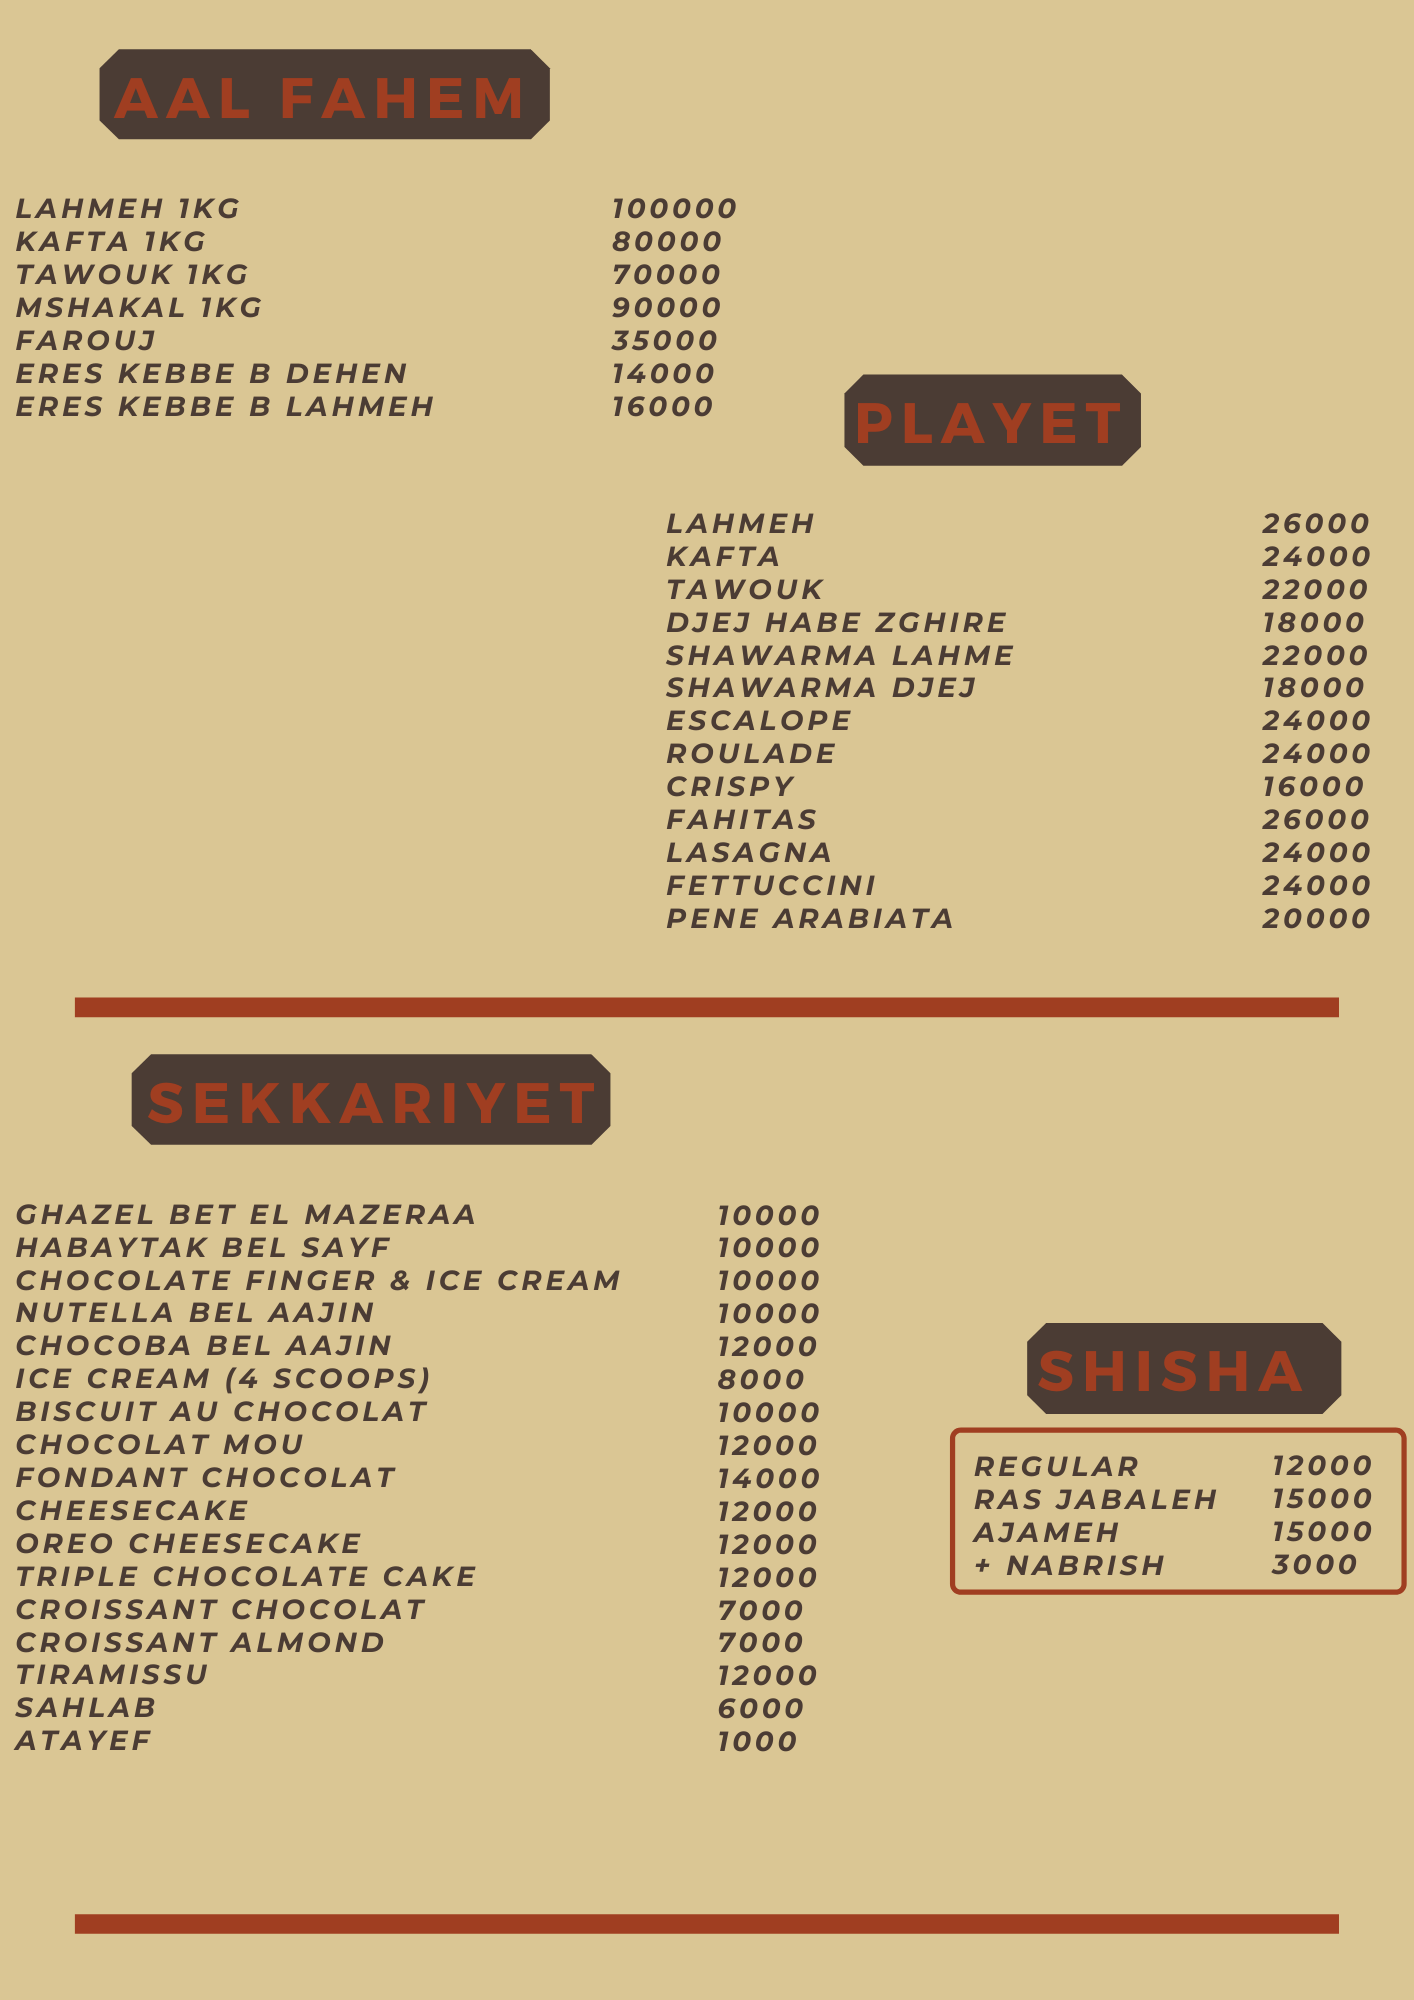 AAL FAHEM
LAHMEH 1KG 100000
KAFTA 1KG 80000
TAWOUK 1KG 70000
MSHAKAL 1KG 90000
FAROUJ 35000
ERES KEBBE B DEHEN 14000
ERES KEBBE B LAHMEH 16000
PLAYET
LAHMEH 26000
KAFTA 24000
TAWOUK 22000
DJEJ HABE ZGHIRE 18000
SHAWARMA LAHME 22000
SHAWARMA DJEJ 18000
ESCALOPE 24000
ROULADE 24000
CRISPY 16000
FAHITAS 26000
LASAGNA 24000
FETTUCCINI 24000
PENE ARABIATA 20000
SEKKARIYET
GHAZEL BET EL MAZERAA 10000
HABAYTAK BEL SAYF 10000
CHOCOLATE FINGER & ICE CREAM 10000
NUTELLA BEL AAJIN 10000
CHOCOBA BEL AAJIN 12000
ICE CREAM (4 SCOOPS) 8000
BISCUIT AU CHOCOLAT 10000
CHOCOLAT MOU 12000
FONDANT CHOCOLAT 14000
CHEESECAKE 12000
OREO CHEESECAKE 12000
TRIPLE CHOCOLATE CAKE 12000
CROISSANT CHOCOLAT 7000
CROISSANT ALMOND 7000
TIRAMISSU 12000
SAHLAB 6000
ATAYEF 1000
SHISHA
REGULAR 12000
RAS JABALEH 15000
AJAMEH 15000
+ NABRISH 3000